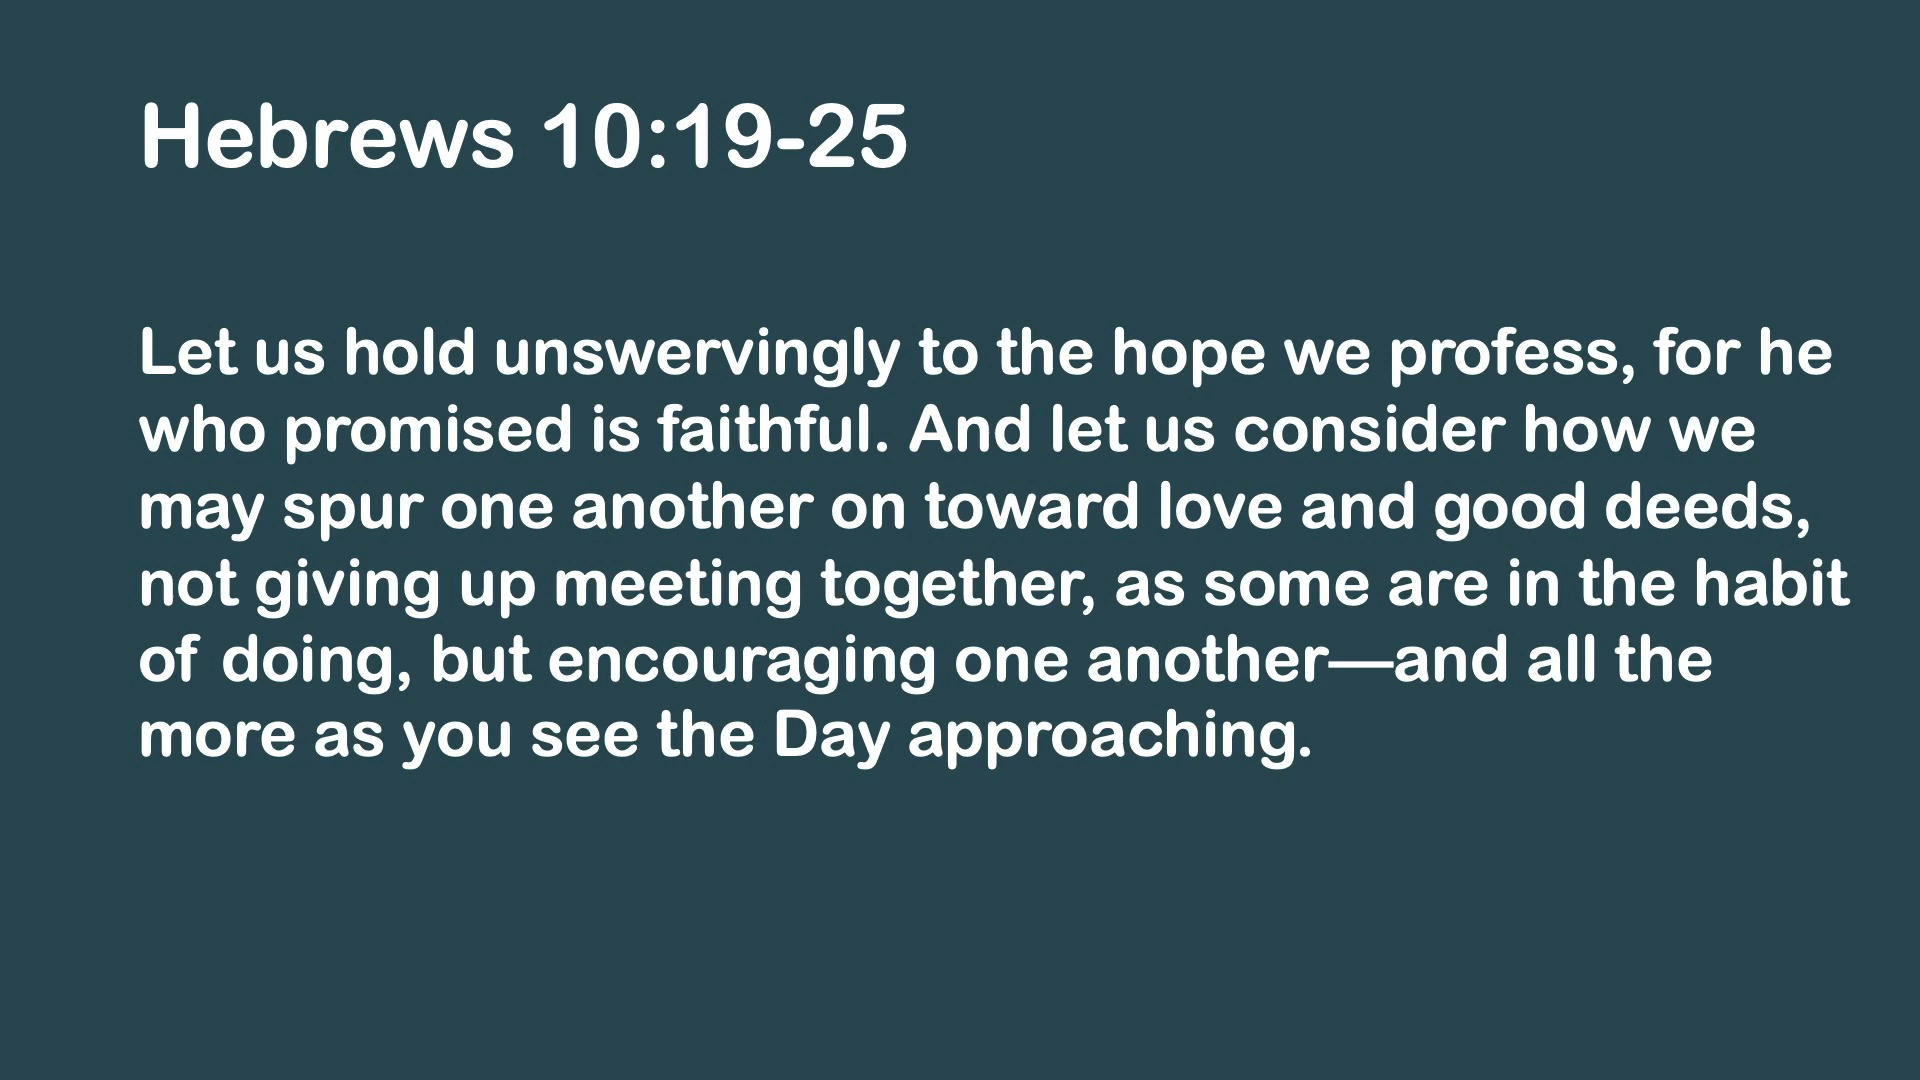 Hebrews 10:19-25
Let us hold unswervingly to the hope we profess, for he
who promised is faithful. And let us consider how we
may spur one another on toward love and good deeds,
not giving up meeting together, as some are in the habit
of doing, but encouraging one another—and all the
more as you see the Day approaching.